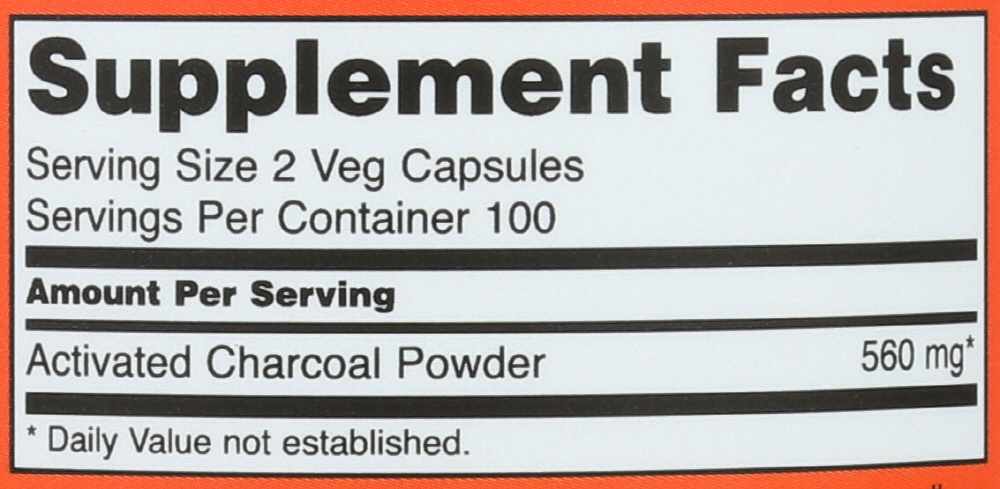 Supplement Facts
Serving Size 2 Veg Capsules
Servings Per Container 100
Amount Per Serving
Activated Charcoal Powder 560 mg*
* Daily Value not established.